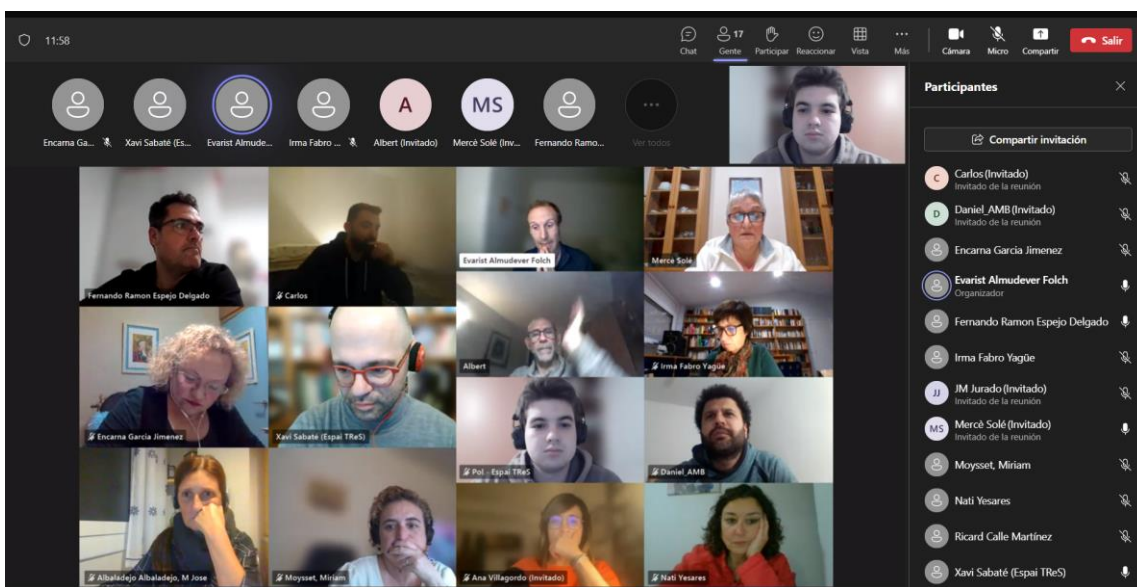 11:58
17
Chat
Gente
Participar
Reaccionar
Vista
Más
Cámara
Micro
Compartir
Salir
Encarna Ga...
Xavi Sabaté (Es...
Evarist Almude...
Irma Fabro ...
A
Albert (Invitado)
MS
Mercè Solé (Inv...
Fernando Ramo...
Ver todos
Fernando Ramon Espejo Delgado
Carlos
Evarist Almudever Folch
Mercè Solé
Encarna Garcia Jimenez
Xavi Sabaté (Espai TReS)
Albert
Irma Fabro Yagüe
Pol - Espai TReS
Daniel_AMB
Albaladejo Albaladejo, M Jose
Moysset, Miriam
Ana Villagordo (Invitado)
Nati Yesares
Participantes
Compartir invitación
C
Carlos (Invitado)
Invitado de la reunión
D
Daniel_AMB (Invitado)
Invitado de la reunión
Encarna Garcia Jimenez
Evarist Almudever Folch
Organizador
Fernando Ramon Espejo Delgado
Irma Fabro Yagüe
JJ
JM Jurado (Invitado)
Invitado de la reunión
MS
Mercè Solé (Invitado)
Invitado de la reunión
Moysset, Miriam
Nati Yesares
Ricard Calle Martínez
Xavi Sabaté (Espai TReS)